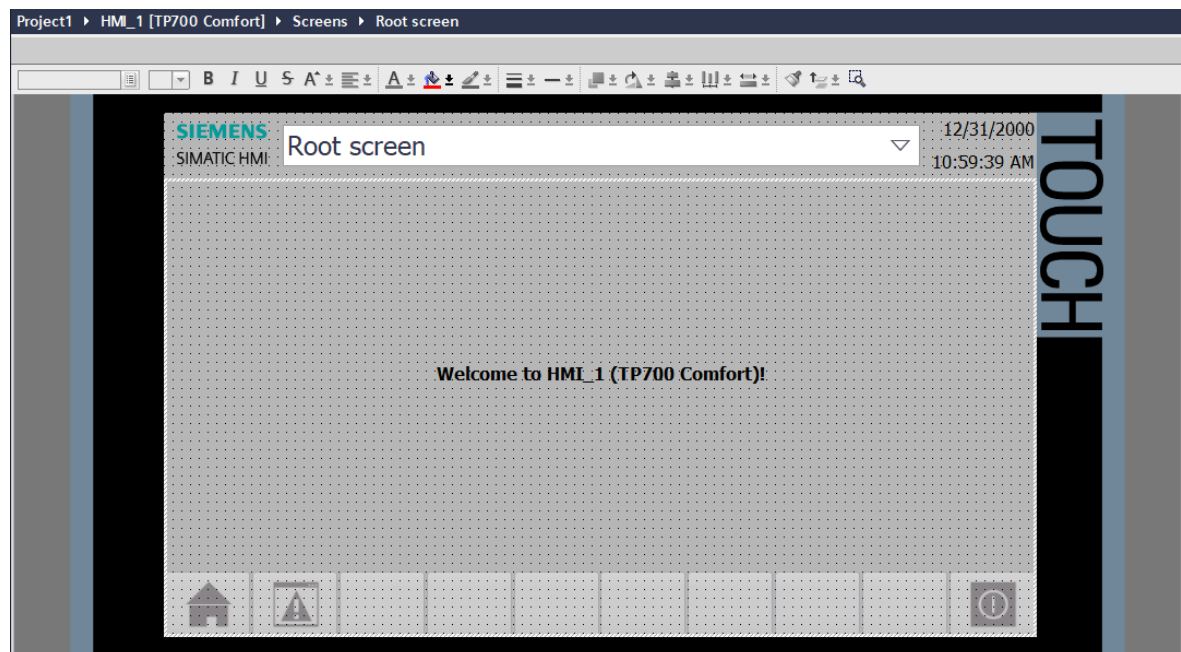 Project1 ▸ HMI_1 [TP700 Comfort] ▸ Screens ▸ Root screen
B I U S A A
SIEMENS
SIMATIC HMI
Root screen
12/31/2000
10:59:39 AM
TOUCH
Welcome to HMI_1 (TP700 Comfort)!